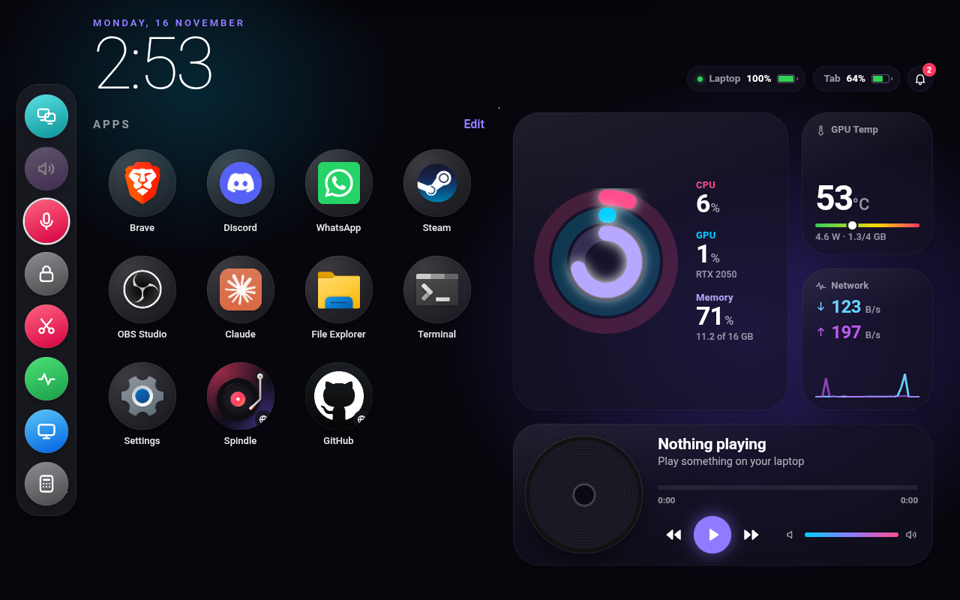 MONDAY, 16 NOVEMBER
2:53
Laptop 100%
Tab 64%
2
APPS
Edit
Brave
Discord
WhatsApp
Steam
OBS Studio
Claude
File Explorer
Terminal
Settings
Spindle
GitHub
CPU
6%
GPU
1%
RTX 2050
Memory
71%
11.2 of 16 GB
GPU Temp
53°C
4.6 W · 1.3/4 GB
Network
↓ 123 B/s
↑ 197 B/s
Nothing playing
Play something on your laptop
0:00 0:00